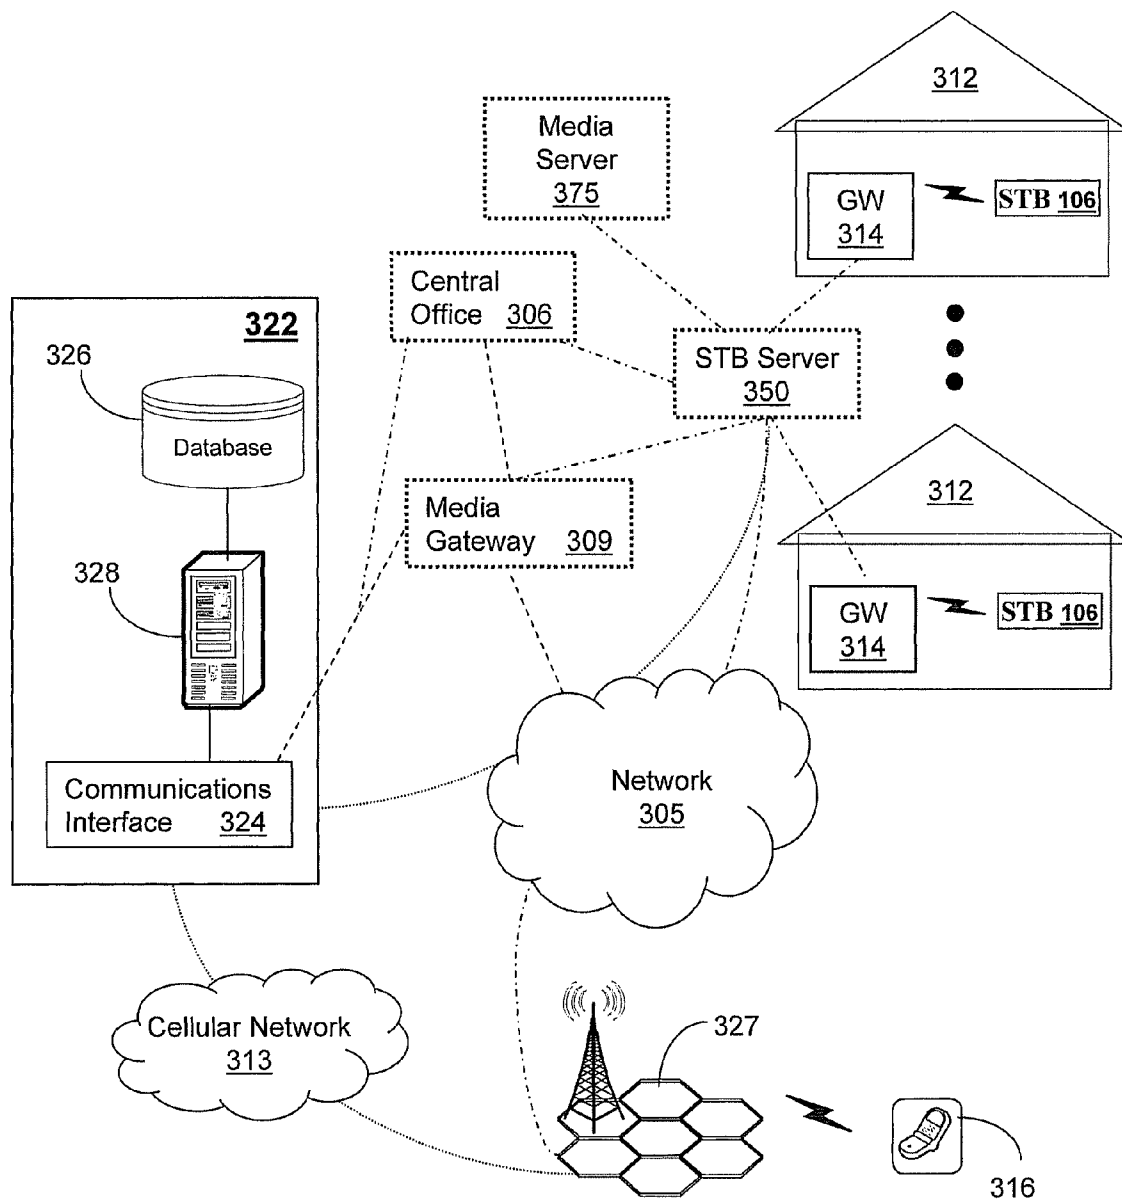 312
Media
Server
375
GW
314
STB 106
Central
Office 306
322
326
STB Server
350
Database
312
Media
Gateway 309
328
GW
314
STB 106
Communications
Interface 324
Network
305
Cellular Network
313
327
316